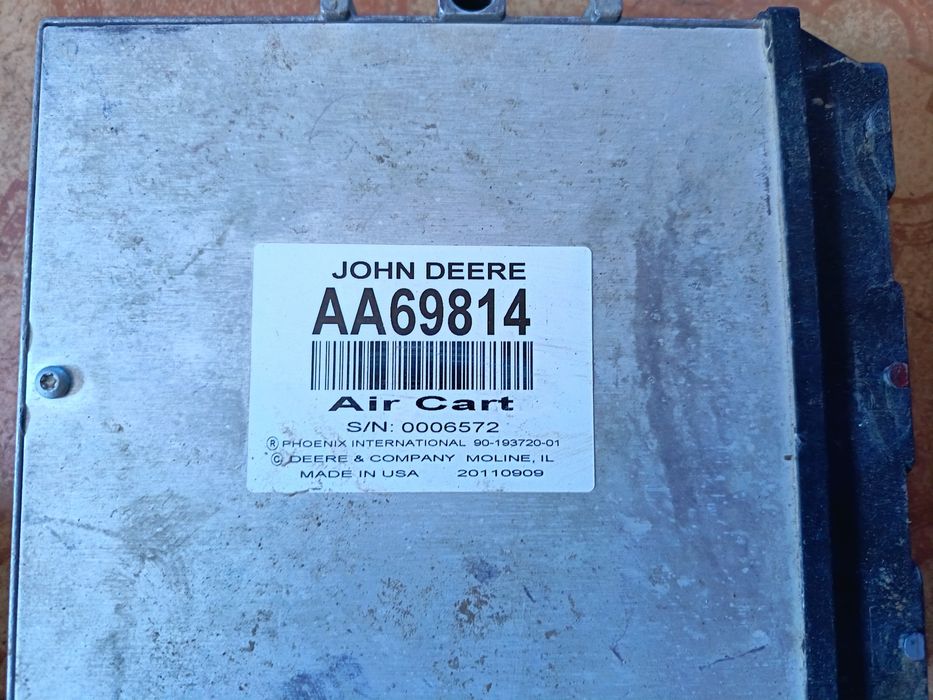 JOHN DEERE
AA69814
Air Cart
S/N: 0006572
® PHOENIX INTERNATIONAL 90-193720-01
© DEERE & COMPANY MOLINE, IL
MADE IN USA 20110909